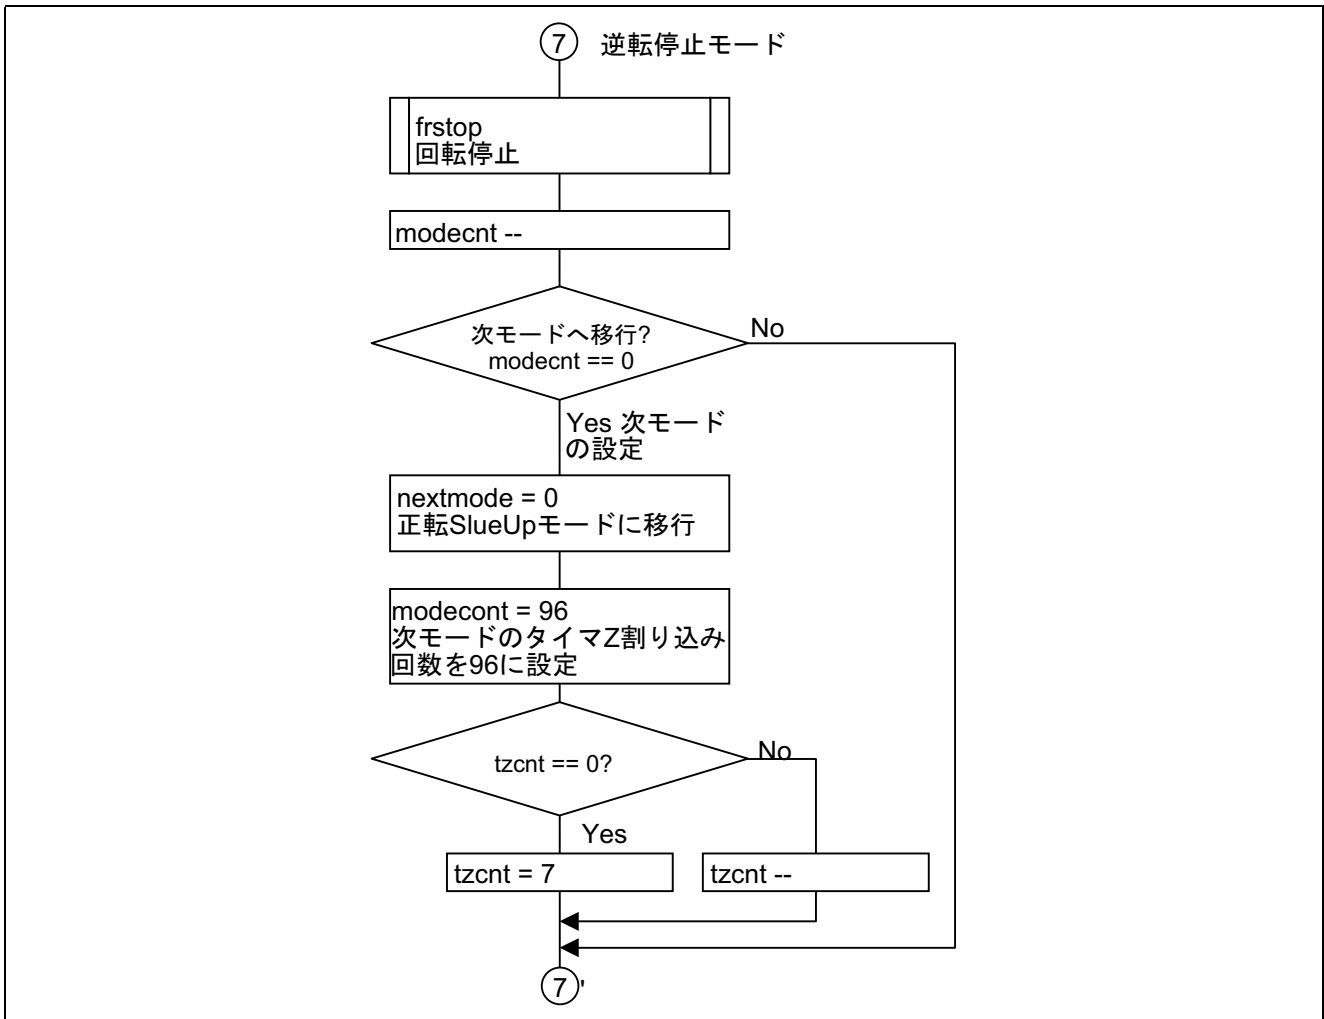 7 逆転停止モード
frstop
回転停止
modecnt --
次モードへ移行?
modecnt == 0
No
Yes 次モード
の設定
nextmode = 0
正転SlueUpモードに移行
modecont = 96
次モードのタイマZ割り込み
回数を96に設定
tzcnt == 0?
No
Yes
tzcnt = 7
tzcnt --
7'